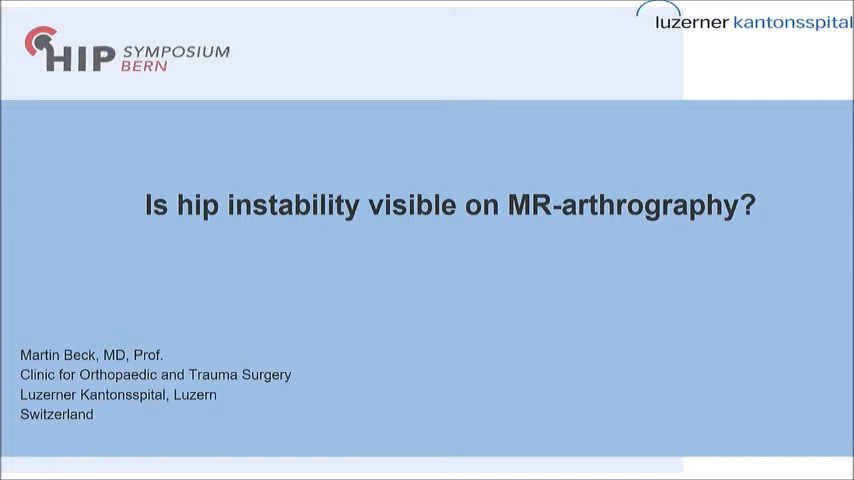 HIP SYMPOSIUM
BERN
luzerner kantonsspital
Is hip instability visible on MR-arthrography?
Martin Beck, MD, Prof.
Clinic for Orthopaedic and Trauma Surgery
Luzerner Kantonsspital, Luzern
Switzerland